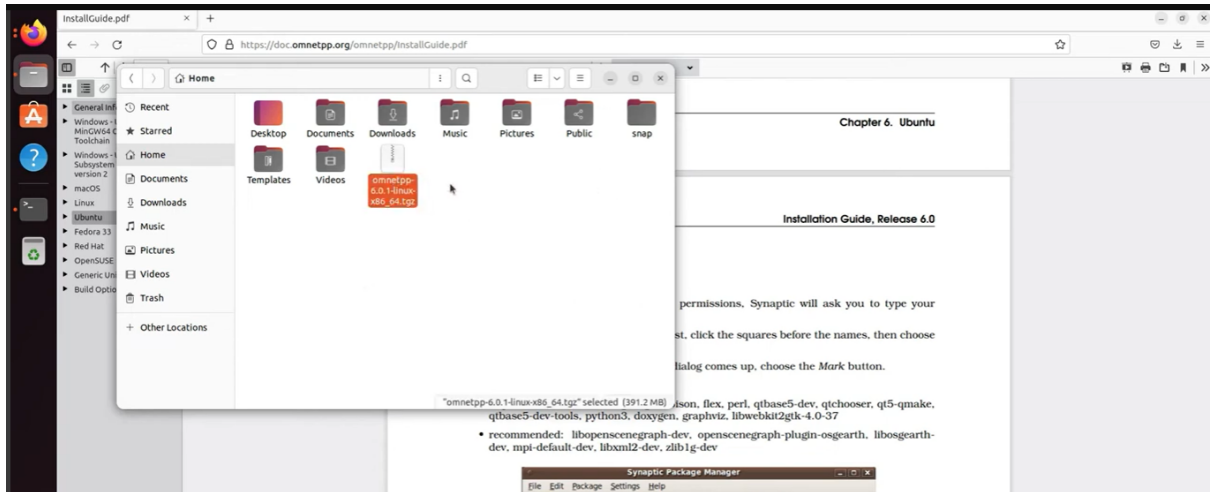 InstallGuide.pdf
https://doc.omnetpp.org/omnetpp/InstallGuide.pdf
Home
General Inf
Windows -
MinGW64
Toolchain
Windows -
Subsystem
version 2
macOS
Linux
Ubuntu
Fedora 33
Red Hat
OpenSUSE
Generic Uni
Build Optio
Recent
Starred
Home
Documents
Downloads
Music
Pictures
Videos
Trash
Other Locations
Desktop Documents Downloads Music Pictures Public snap
Templates Videos omnetpp-
6.0.1-linux-
x86_64.tgz
"omnetpp-6.0.1-linux-x86_64.tgz" selected (391.2 MB)
Chapter 6. Ubuntu
Installation Guide, Release 6.0
permissions, Synaptic will ask you to type your
st, click the squares before the names, then choose
dialog comes up, choose the Mark button.
ison, flex, perl, qtbase5-dev, qtchooser, qt5-qmake,
qtbase5-dev-tools, python3, doxygen, graphviz, libwebkit2gtk-4.0-37
• recommended: libopenscenegraph-dev, openscenegraph-plugin-osgearth, libosgearth-
dev, mpi-default-dev, libxml2-dev, zlib1g-dev
Synaptic Package Manager
File Edit Package Settings Help